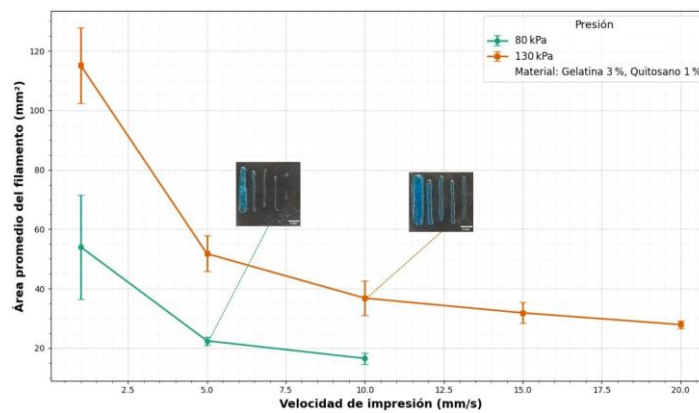 Presión
80 kPa
130 kPa
Material: Gelatina 3 %, Quitosano 1 %
Área promedio del filamento (mm²)
120
100
80
60
40
20
2.5
5.0
7.5
10.0
12.5
15.0
17.5
20.0
Velocidad de impresión (mm/s)